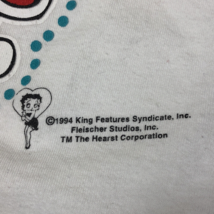 ©1994 King Features Syndicate, Inc.
Fleischer Studios, Inc.
TM The Hearst Corporation